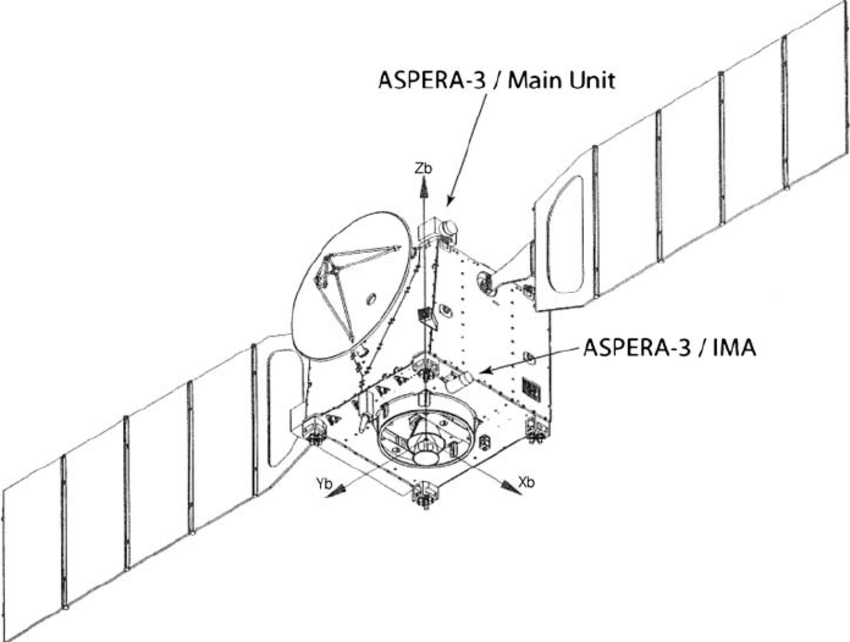 ASPERA-3 / Main Unit
Zb
ASPERA-3 / IMA
Yb
Xb